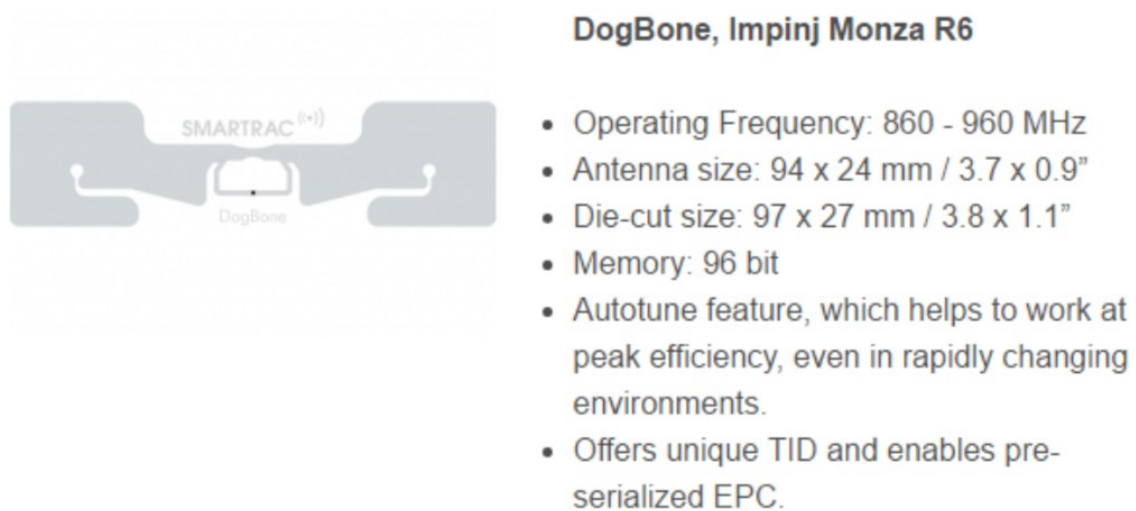 DogBone, Impinj Monza R6
SMARTRAC
DogBone
• Operating Frequency: 860 - 960 MHz
• Antenna size: 94 x 24 mm / 3.7 x 0.9”
• Die-cut size: 97 x 27 mm / 3.8 x 1.1”
• Memory: 96 bit
• Autotune feature, which helps to work at
peak efficiency, even in rapidly changing
environments.
• Offers unique TID and enables pre-
serialized EPC.